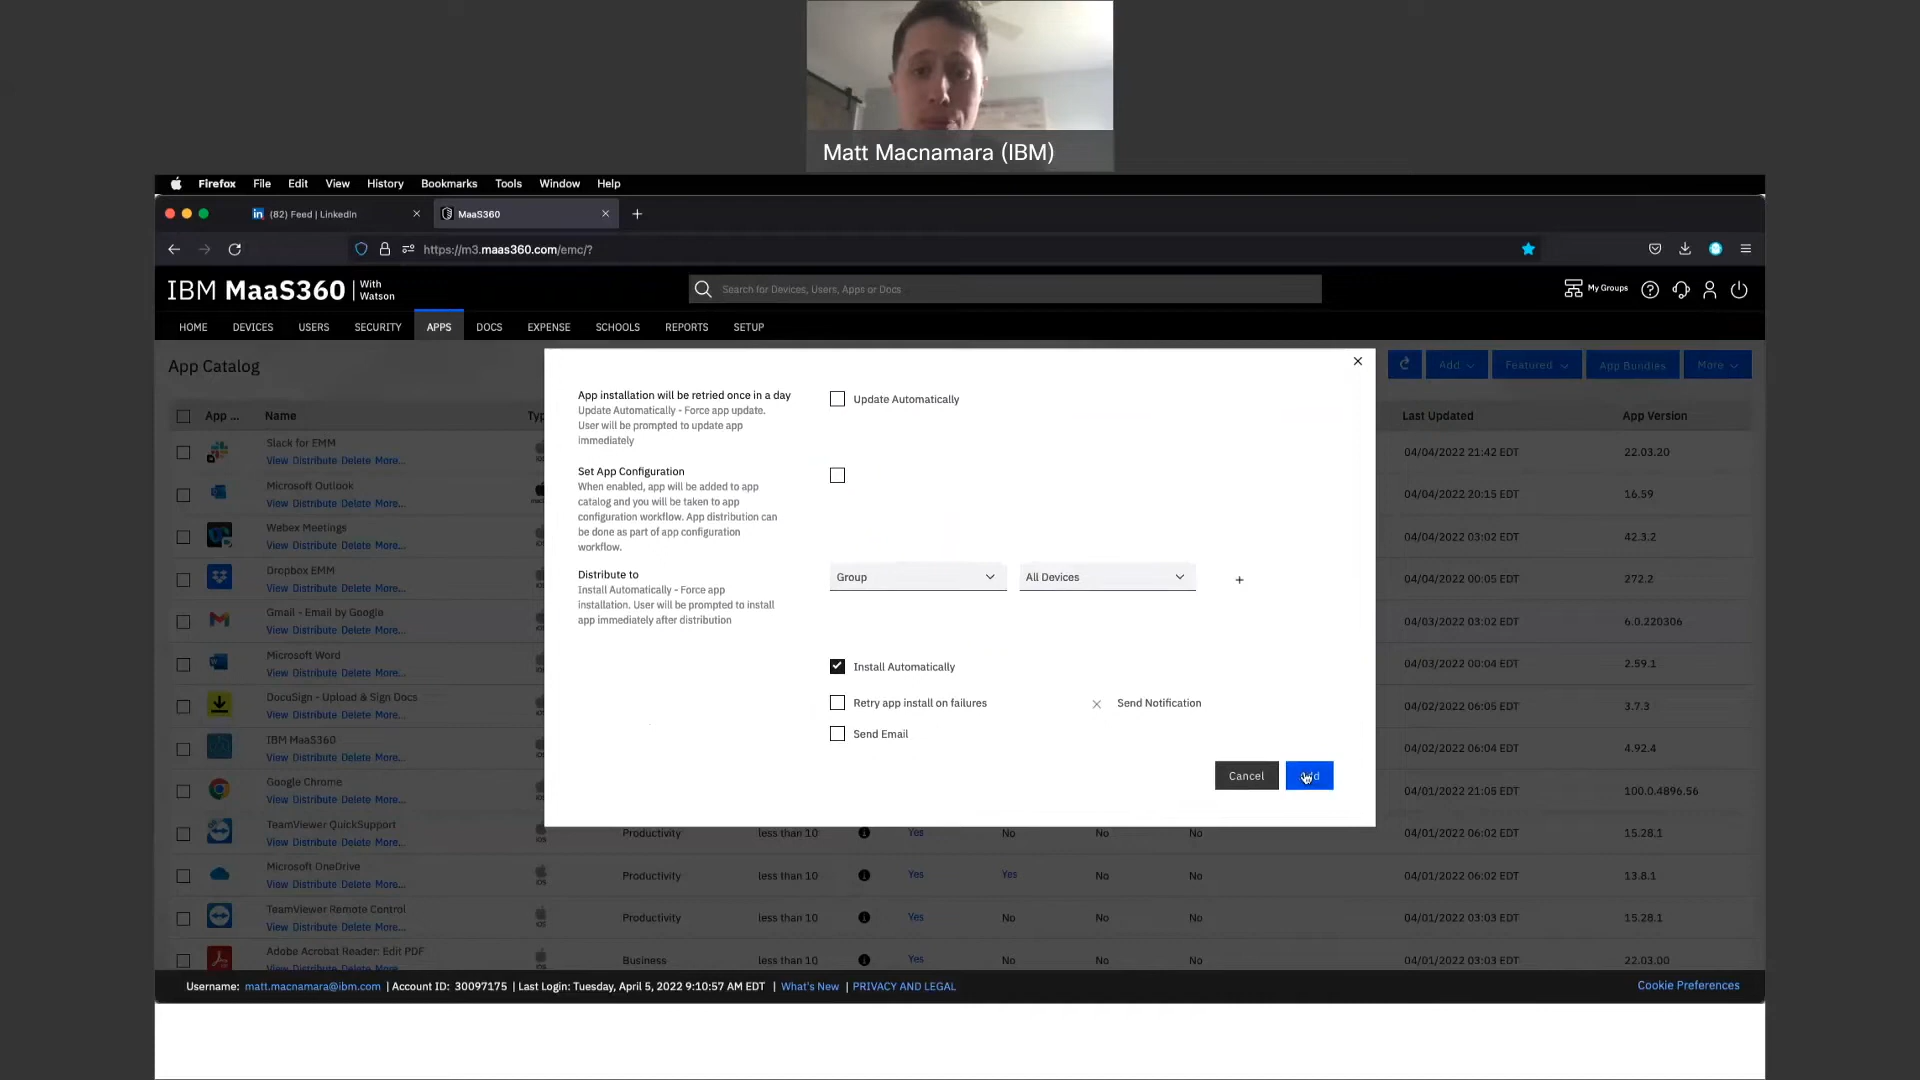 Matt Macnamara (IBM)
Firefox File Edit View History Bookmarks Tools Window Help
(82) Feed | LinkedIn
MaaS360
https://m3.maas360.com/emc/?
IBM MaaS360 | With Watson
Search for Devices, Users, Apps or Docs
My Groups
HOME DEVICES USERS SECURITY APPS DOCS EXPENSE SCHOOLS REPORTS SETUP
App Catalog
Add Featured App Bundles More
App ... Name Typ Last Updated App Version
Slack for EMM
View Distribute Delete More...
04/04/2022 21:42 EDT 22.03.20
Microsoft Outlook
View Distribute Delete More...
04/04/2022 20:15 EDT 16.59
Webex Meetings
View Distribute Delete More...
04/04/2022 03:02 EDT 42.3.2
Dropbox EMM
View Distribute Delete More...
04/04/2022 00:05 EDT 272.2
Gmail - Email by Google
View Distribute Delete More...
04/03/2022 03:02 EDT 6.0.220306
Microsoft Word
View Distribute Delete More...
04/03/2022 00:04 EDT 2.59.1
DocuSign - Upload & Sign Docs
View Distribute Delete More...
04/02/2022 06:05 EDT 3.7.3
IBM MaaS360
View Distribute Delete More...
04/02/2022 06:04 EDT 4.92.4
Google Chrome
View Distribute Delete More...
04/01/2022 21:05 EDT 100.0.4896.56
TeamViewer QuickSupport
View Distribute Delete More...
Productivity less than 10 Yes No No No 04/01/2022 06:02 EDT 15.28.1
Microsoft OneDrive
View Distribute Delete More...
Productivity less than 10 Yes Yes No No 04/01/2022 06:02 EDT 13.8.1
TeamViewer Remote Control
View Distribute Delete More...
Productivity less than 10 Yes No No No 04/01/2022 03:03 EDT 15.28.1
Adobe Acrobat Reader: Edit PDF
View Distribute Delete More...
Business less than 10 Yes No No No 04/01/2022 03:03 EDT 22.03.00
App installation will be retried once in a day
Update Automatically - Force app update.
User will be prompted to update app
immediately
Update Automatically
Set App Configuration
When enabled, app will be added to app
catalog and you will be taken to app
configuration workflow. App distribution can
be done as part of app configuration
workflow.
Distribute to
Install Automatically - Force app
installation. User will be prompted to install
app immediately after distribution
Group All Devices +
Install Automatically
Retry app install on failures Send Notification
Send Email
Cancel
Username: matt.macnamara@ibm.com | Account ID: 30097175 | Last Login: Tuesday, April 5, 2022 9:10:57 AM EDT | What's New | PRIVACY AND LEGAL
Cookie Preferences